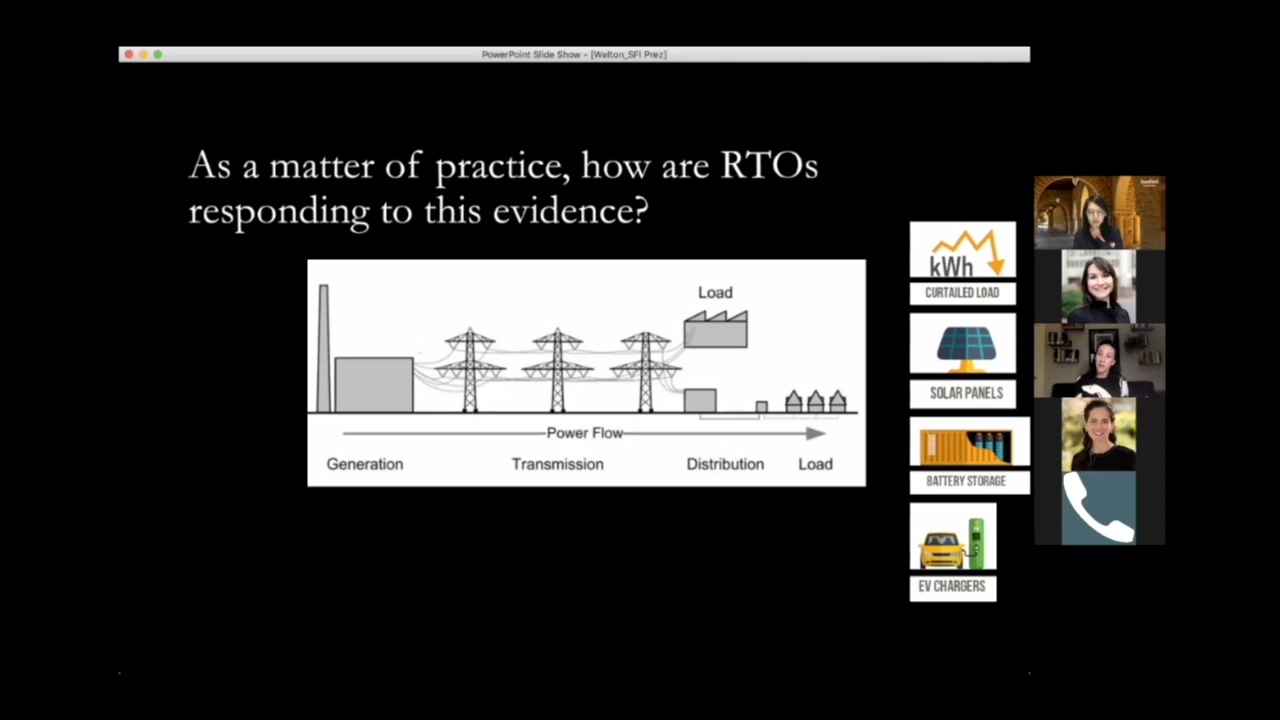 PowerPoint Slide Show - [Welton_SFI Prez]
As a matter of practice, how are RTOs
responding to this evidence?
Load
Power Flow
Generation
Transmission
Distribution
Load
kWh
CURTAILED LOAD
SOLAR PANELS
BATTERY STORAGE
EV CHARGERS
Stanford